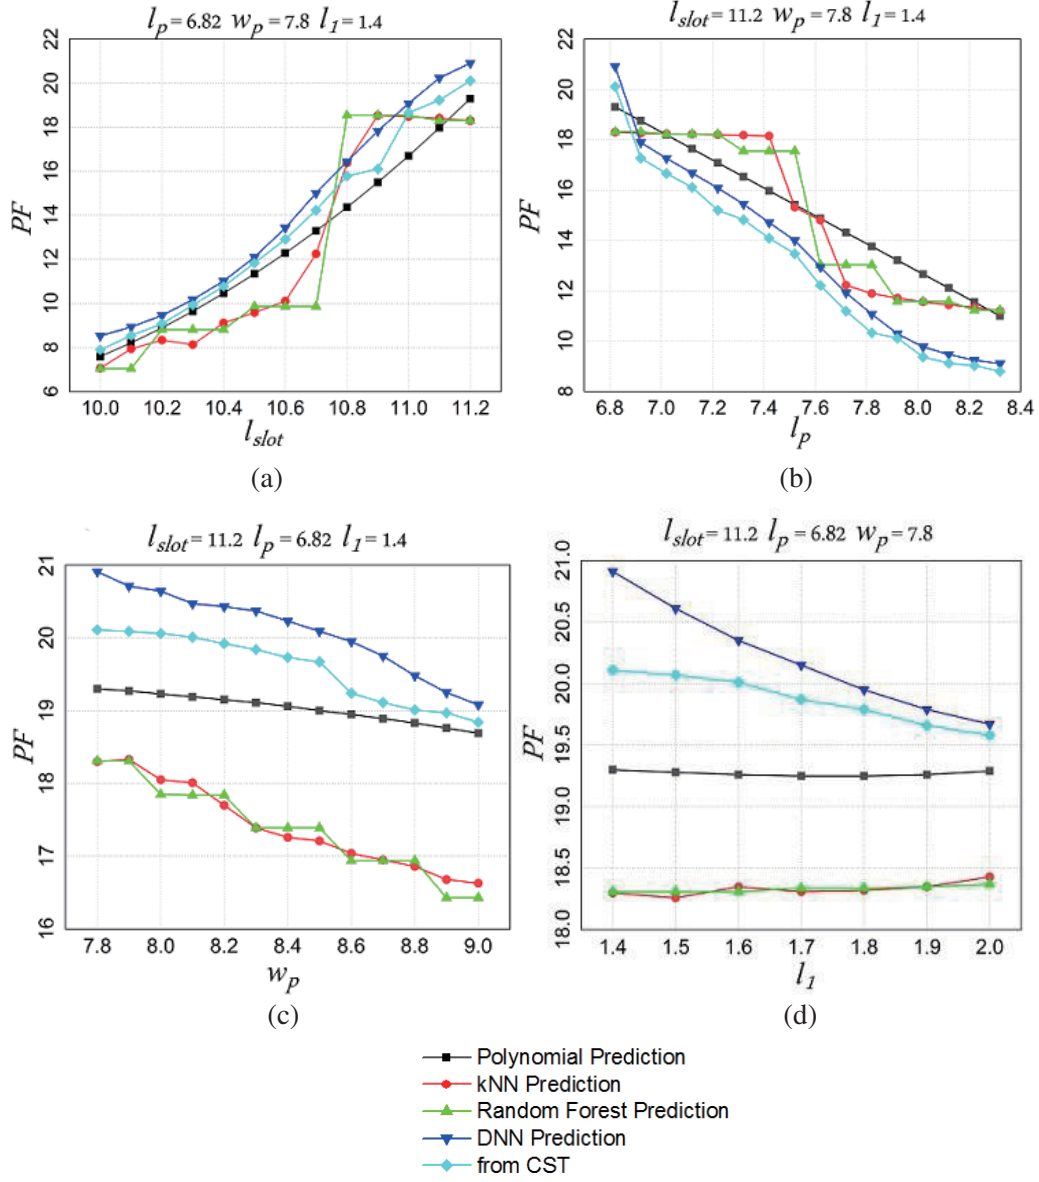 l_p = 6.82 w_p = 7.8 l_1 = 1.4
PF
22
20
18
16
14
12
10
8
6
10.0 10.2 10.4 10.6 10.8 11.0 11.2
l_slot
(a)
l_slot = 11.2 w_p = 7.8 l_1 = 1.4
PF
22
20
18
16
14
12
10
8
6.8 7.0 7.2 7.4 7.6 7.8 8.0 8.2 8.4
l_p
(b)
l_slot = 11.2 l_p = 6.82 l_1 = 1.4
PF
21
20
19
18
17
16
7.8 8.0 8.2 8.4 8.6 8.8 9.0
w_p
(c)
l_slot = 11.2 l_p = 6.82 w_p = 7.8
PF
21.0
20.5
20.0
19.5
19.0
18.5
18.0
1.4 1.5 1.6 1.7 1.8 1.9 2.0
l_1
(d)
Polynomial Prediction
kNN Prediction
Random Forest Prediction
DNN Prediction
from CST